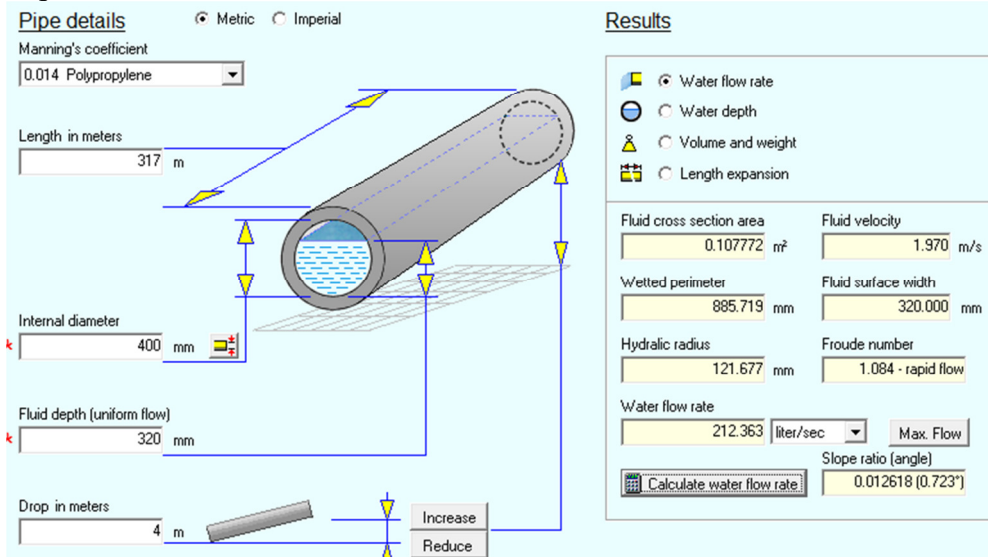 Pipe details
Metric
Imperial
Manning's coefficient
0.014 Polypropylene
Length in meters
317 m
Internal diameter
* 400 mm
Fluid depth (uniform flow)
* 320 mm
Drop in meters
4 m
Increase
Reduce
Results
Water flow rate
Water depth
Volume and weight
Length expansion
Fluid cross section area
0.107772 m²
Fluid velocity
1.970 m/s
Wetted perimeter
885.719 mm
Fluid surface width
320.000 mm
Hydralic radius
121.677 mm
Froude number
1.084 - rapid flow
Water flow rate
212.363 liter/sec
Max. Flow
Slope ratio (angle)
Calculate water flow rate
0.012618 (0.723°)